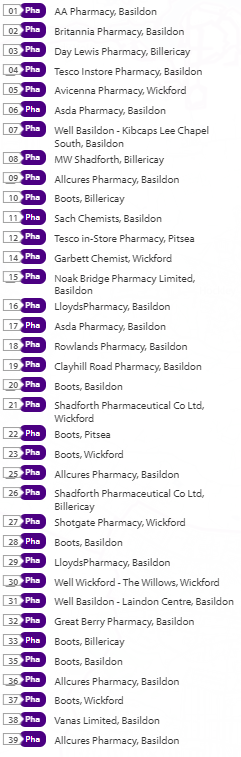 01 Pha AA Pharmacy, Basildon
02 Pha Britannia Pharmacy, Basildon
03 Pha Day Lewis Pharmacy, Billericay
04 Pha Tesco Instore Pharmacy, Basildon
05 Pha Avicenna Pharmacy, Wickford
06 Pha Asda Pharmacy, Basildon
07 Pha Well Basildon - Kibcaps Lee Chapel
South, Basildon
08 Pha MW Shadforth, Billericay
09 Pha Allcures Pharmacy, Basildon
10 Pha Boots, Billericay
11 Pha Sach Chemists, Basildon
12 Pha Tesco in-Store Pharmacy, Pitsea
14 Pha Garbett Chemist, Wickford
15 Pha Noak Bridge Pharmacy Limited,
Basildon
16 Pha LloydsPharmacy, Basildon
17 Pha Asda Pharmacy, Basildon
18 Pha Rowlands Pharmacy, Basildon
19 Pha Clayhill Road Pharmacy, Basildon
20 Pha Boots, Basildon
21 Pha Shadforth Pharmaceutical Co Ltd,
Wickford
22 Pha Boots, Pitsea
23 Pha Boots, Wickford
25 Pha Allcures Pharmacy, Basildon
26 Pha Shadforth Pharmaceutical Co Ltd,
Billericay
27 Pha Shotgate Pharmacy, Wickford
28 Pha Boots, Basildon
29 Pha LloydsPharmacy, Basildon
30 Pha Well Wickford - The Willows, Wickford
31 Pha Well Basildon - Laindon Centre, Basildon
32 Pha Great Berry Pharmacy, Basildon
33 Pha Boots, Billericay
35 Pha Boots, Basildon
36 Pha Allcures Pharmacy, Basildon
37 Pha Boots, Wickford
38 Pha Vanas Limited, Basildon
39 Pha Allcures Pharmacy, Basildon